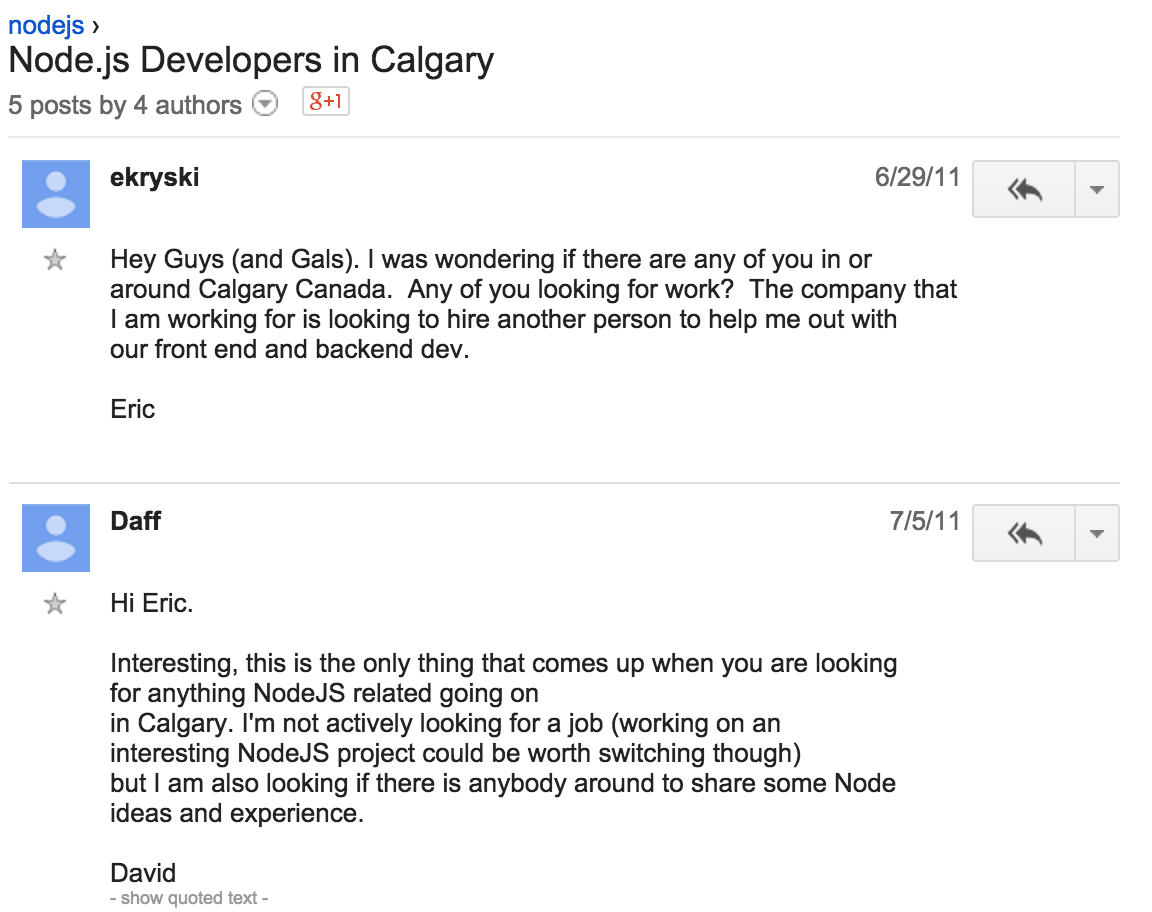 nodejs ›
Node.js Developers in Calgary
5 posts by 4 authors g+1
ekryski 6/29/11
Hey Guys (and Gals). I was wondering if there are any of you in or
around Calgary Canada.  Any of you looking for work?  The company that
I am working for is looking to hire another person to help me out with
our front end and backend dev.
Eric
Daff 7/5/11
Hi Eric.
Interesting, this is the only thing that comes up when you are looking
for anything NodeJS related going on
in Calgary. I'm not actively looking for a job (working on an
interesting NodeJS project could be worth switching though)
but I am also looking if there is anybody around to share some Node
ideas and experience.
David
- show quoted text -